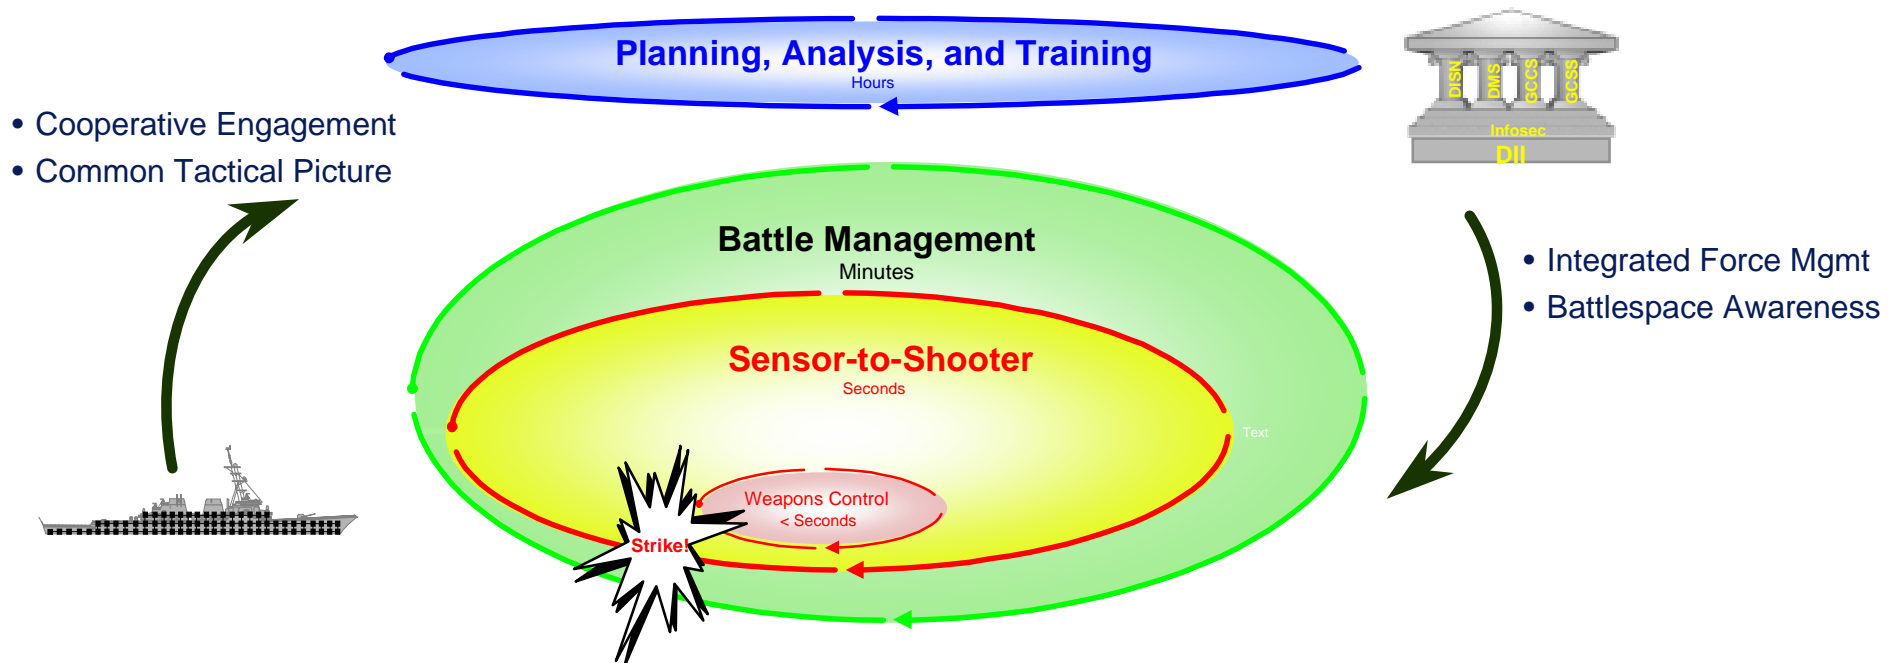 Planning, Analysis, and Training
Hours
DISN
DMS
GCCS
GCSS
Infosec
DII
• Cooperative Engagement
• Common Tactical Picture
Battle Management
Minutes
• Integrated Force Mgmt
• Battlespace Awareness
Sensor-to-Shooter
Seconds
Text
Weapons Control
< Seconds
Strike!